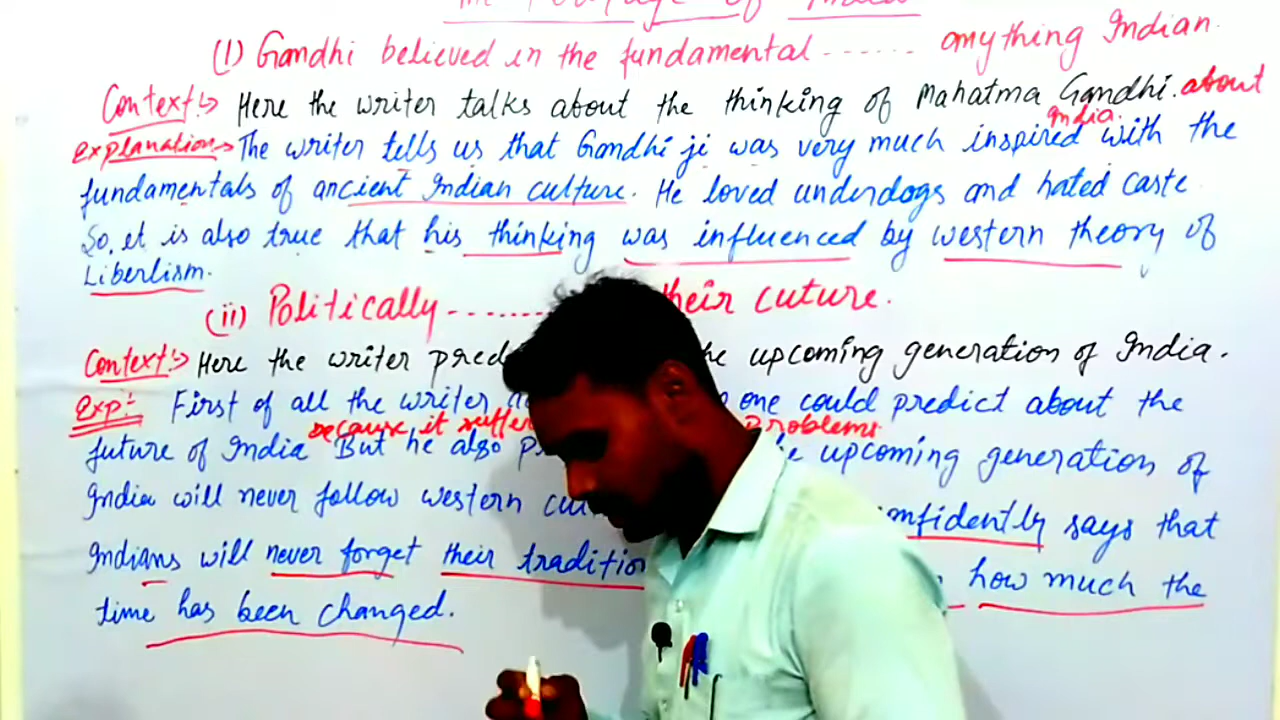 The Heritage of India
(I) Gandhi believed in the fundamental ...... anything Indian.
Context:-> Here the writer talks about the thinking of Mahatma Gandhi. about India.
Explanation-> The writer tells us that Gandhi ji was very much inspired with the
fundamentals of ancient Indian culture. He loved underdogs and hated caste
So, it is also true that his thinking was influenced by western theory of
Liberlism.
(ii) Politically ....... their cuture.
Context:-> Here the writer the upcoming generation of India.
Exp:- First of all the writer one could predict about the
because it problems
future of India But he also upcoming generation of
India will never follow western
confidently says that
Indians will never forget their tradition how much the
time has been changed.